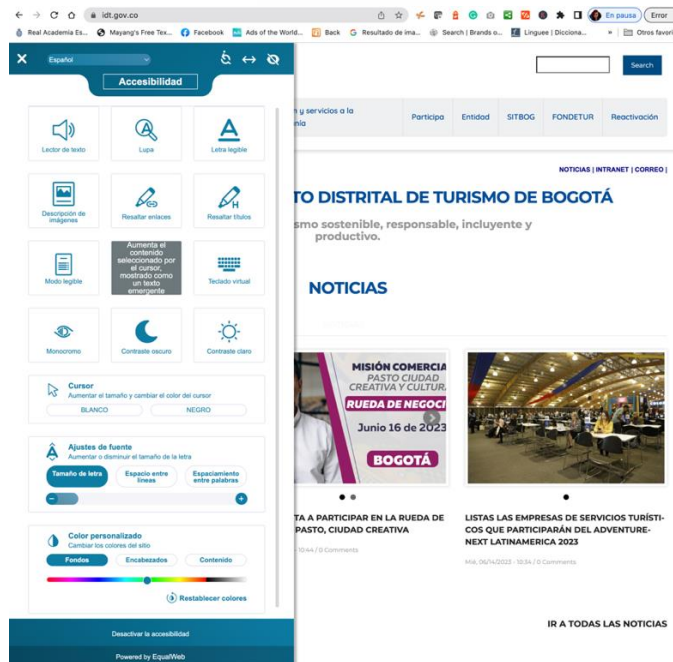 idt.gov.co
En pausa
Error
Real Academia Es...
Mayang's Free Tex...
Facebook
Ads of the World...
Back
Resultado de ima...
Search | Brands o...
Linguee | Dicciona...
»
Otros favori
Español
Accesibilidad
Lector de texto
Lupa
Letra legible
Descripción de
imágenes
Resaltar enlaces
Resaltar títulos
Modo legible
Aumenta el
contenido
seleccionado por
el cursor,
mostrado como
un texto
emergente
Teclado virtual
Monocromo
Contraste oscuro
Contraste claro
Cursor
Aumentar el tamaño y cambiar el color del cursor
BLANCO
NEGRO
Ajustes de fuente
Aumentar o disminuir el tamaño de la letra
Tamaño de letra
Espacio entre
líneas
Espaciamiento
entre palabras
Color personalizado
Cambiar los colores del sitio
Fondos
Encabezados
Contenido
Restablecer colores
Desactivar la accesibilidad
Powered by EqualWeb
Search
n y servicios a la
nía
Participa
Entidad
SITBOG
FONDETUR
Reactivación
NOTICIAS | INTRANET | CORREO |
TO DISTRITAL DE TURISMO DE BOGOTÁ
smo sostenible, responsable, incluyente y
productivo.
NOTICIAS
MISIÓN COMERCIA
PASTO CIUDAD
CREATIVA Y CULTUR
RUEDA DE NEGOCI
Junio 16 de 2023
BOGOTÁ
TA A PARTICIPAR EN LA RUEDA DE
PASTO, CIUDAD CREATIVA
- 10:44 / 0 Comments
LISTAS LAS EMPRESAS DE SERVICIOS TURÍSTI-
COS QUE PARTICIPARÁN DEL ADVENTURE-
NEXT LATINAMERICA 2023
Mié, 06/14/2023 - 10:34 / 0 Comments
IR A TODAS LAS NOTICIAS